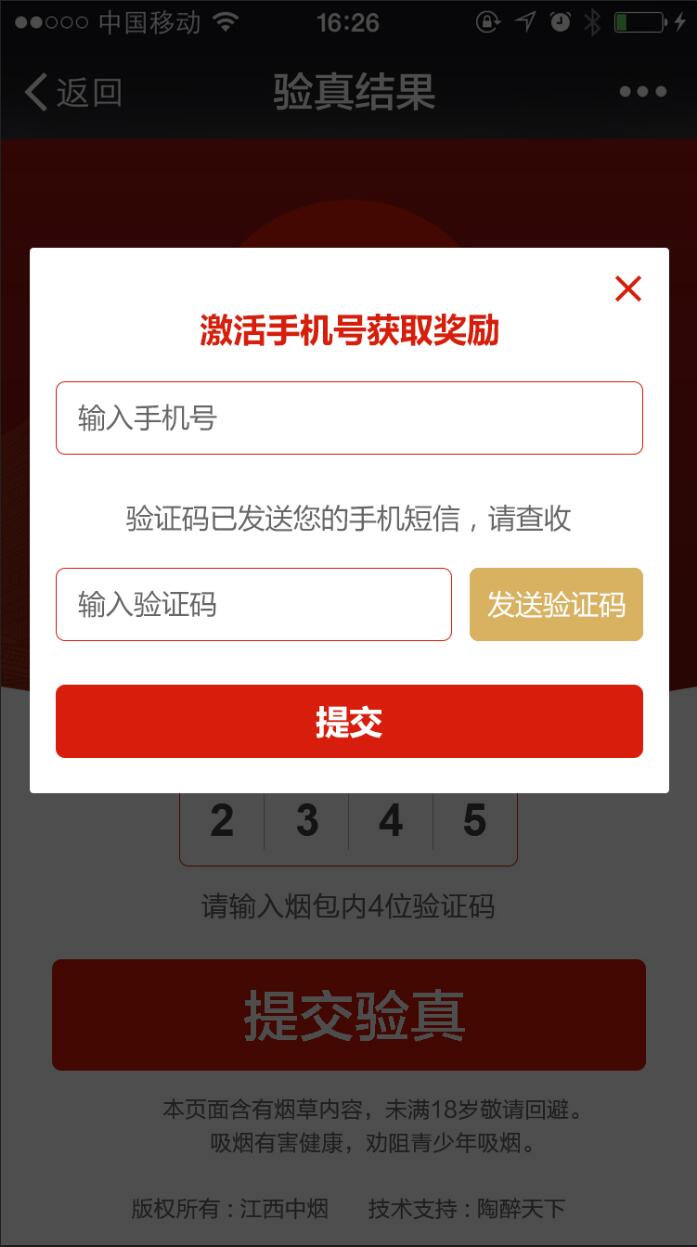 中国移动 16:26
返回 验真结果
激活手机号获取奖励
输入手机号
验证码已发送您的手机短信，请查收
输入验证码 发送验证码
提交
2 3 4 5
请输入烟包内4位验证码
提交验真
本页面含有烟草内容，未满18岁敬请回避。
吸烟有害健康，劝阻青少年吸烟。
版权所有：江西中烟 技术支持：陶醉天下